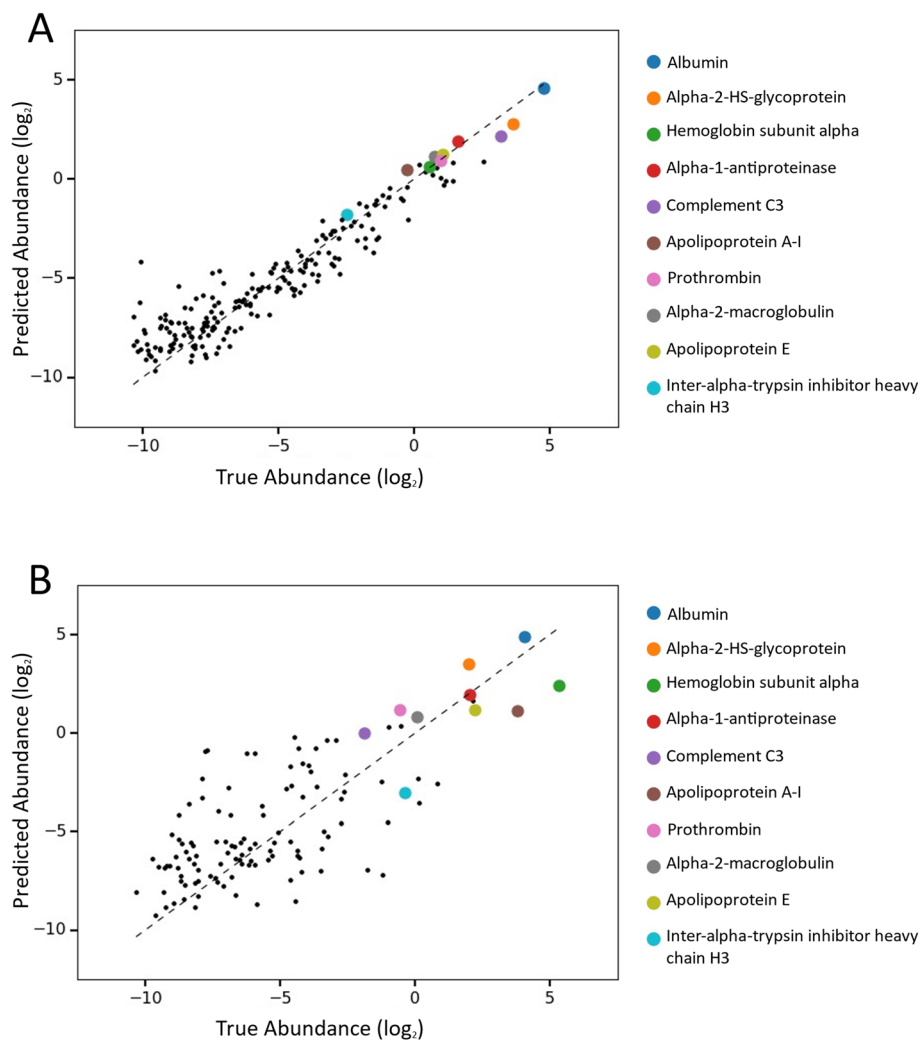 A
5
0
−5
−10
−10
−5
0
5
Predicted Abundance (log₂)
True Abundance (log₂)
Albumin
Alpha-2-HS-glycoprotein
Hemoglobin subunit alpha
Alpha-1-antiproteinase
Complement C3
Apolipoprotein A-I
Prothrombin
Alpha-2-macroglobulin
Apolipoprotein E
Inter-alpha-trypsin inhibitor heavy
chain H3
B
5
0
−5
−10
−10
−5
0
5
Predicted Abundance (log₂)
True Abundance (log₂)
Albumin
Alpha-2-HS-glycoprotein
Hemoglobin subunit alpha
Alpha-1-antiproteinase
Complement C3
Apolipoprotein A-I
Prothrombin
Alpha-2-macroglobulin
Apolipoprotein E
Inter-alpha-trypsin inhibitor heavy
chain H3